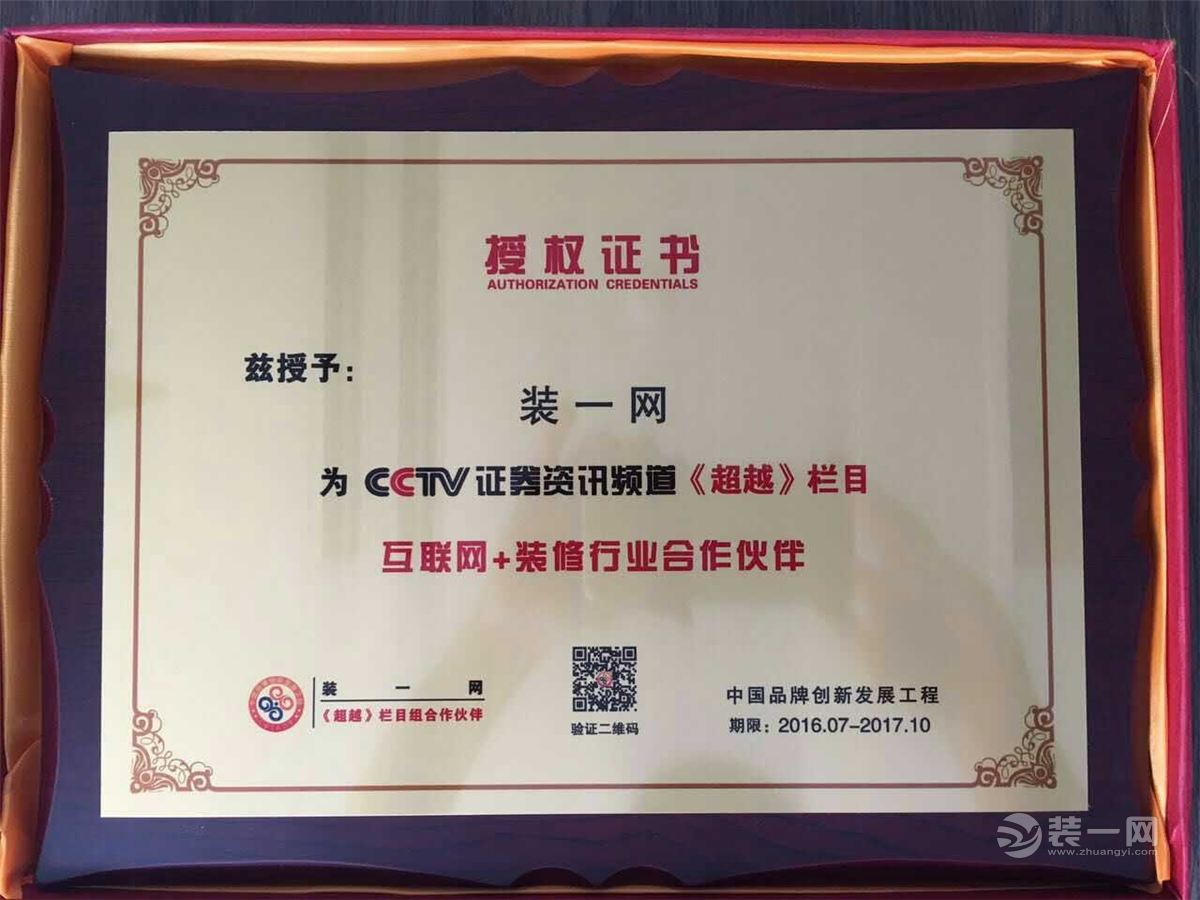 授权证书
AUTHORIZATION CREDENTIALS
兹授予：
装一网
为 CCTV 证券资讯频道《超越》栏目
互联网+装修行业合作伙伴
装一网
《超越》栏目组合作伙伴
验证二维码
中国品牌创新发展工程
期限：2016.07-2017.10
装一网
www.zhuangyi.com